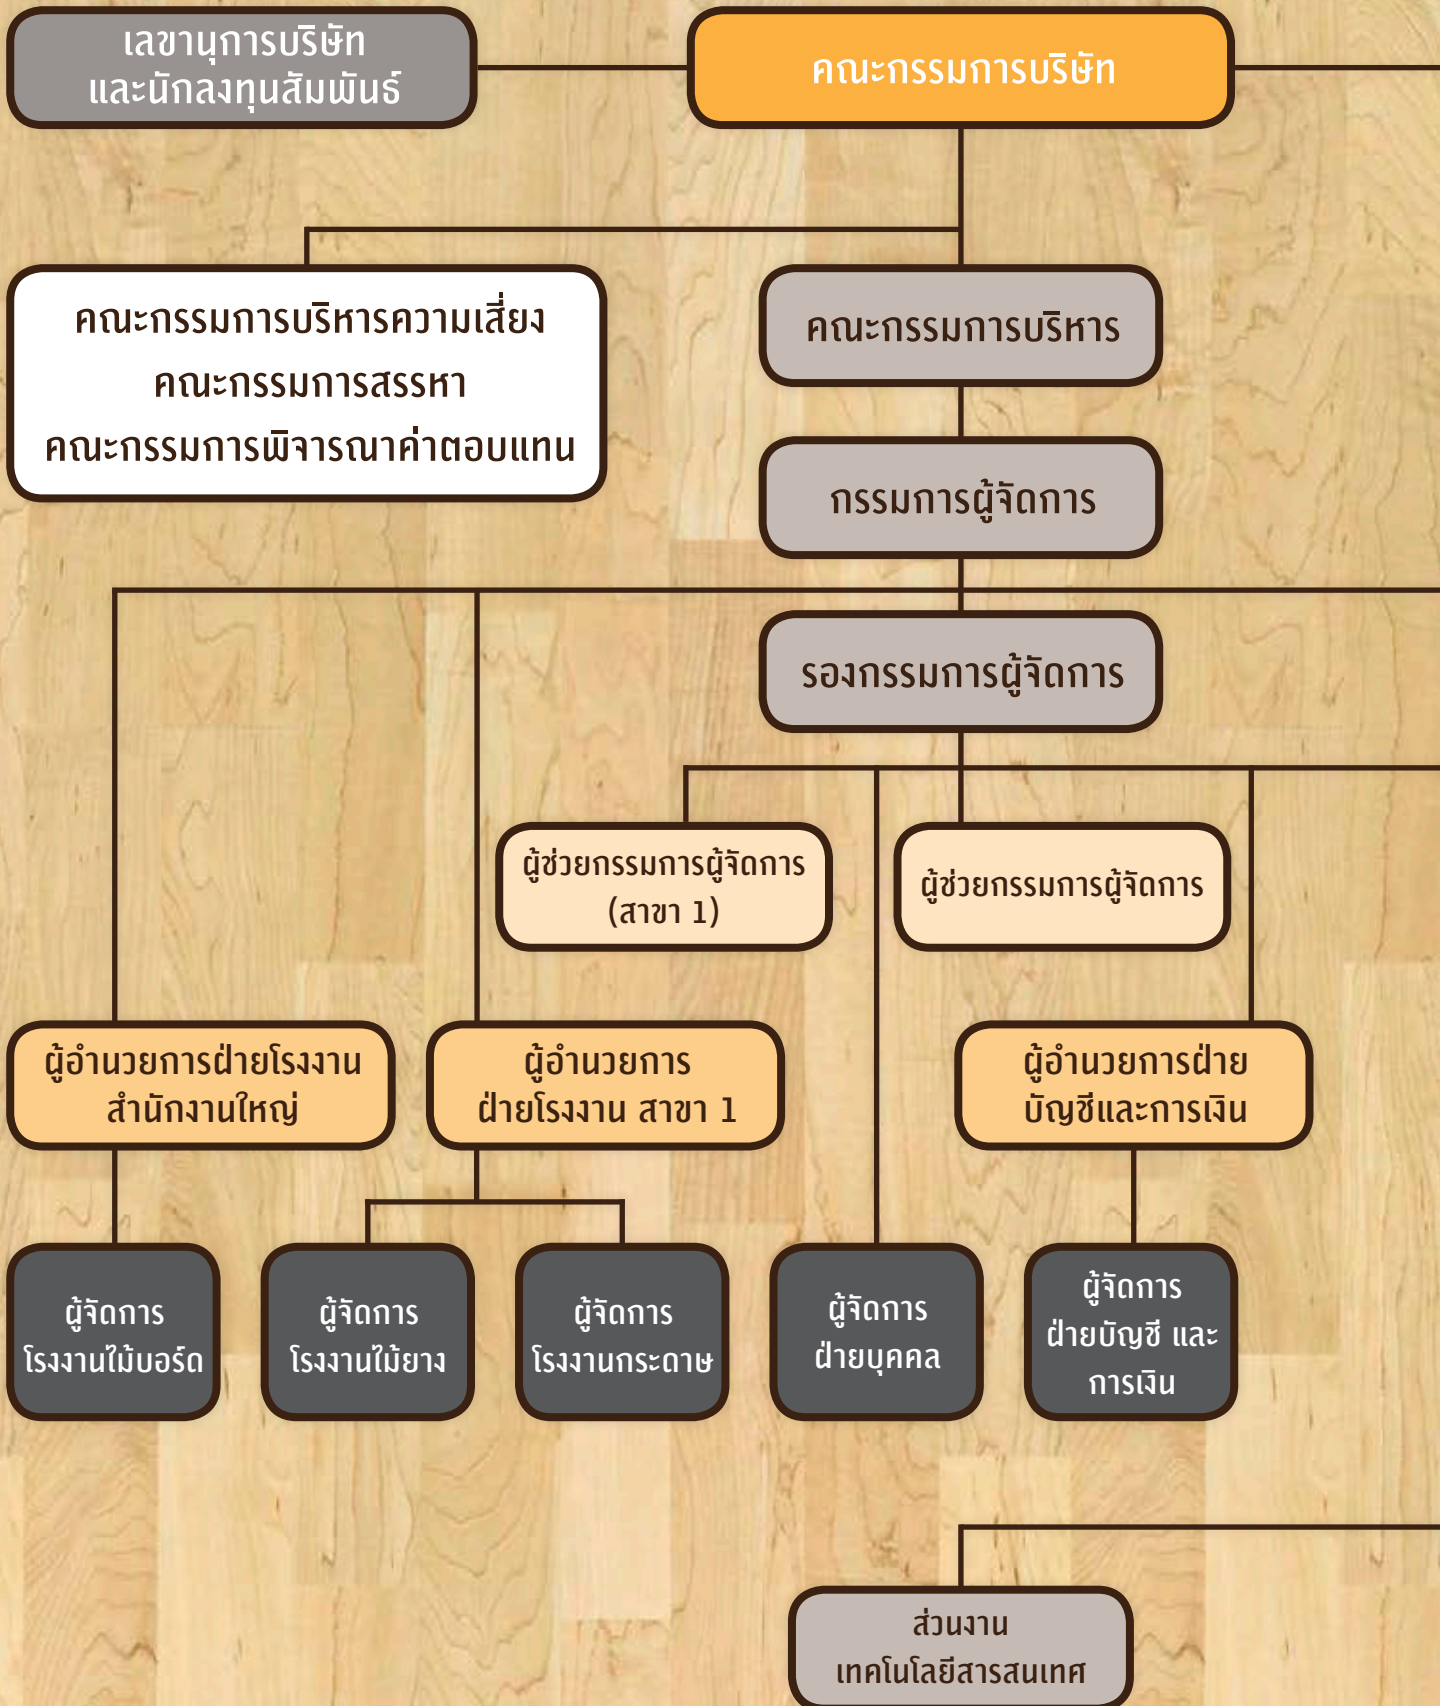 เลขานุการบริษัท
และนักลงทุนสัมพันธ์
คณะกรรมการบริษัท
คณะกรรมการบริหารความเสี่ยง
คณะกรรมการสรรหา
คณะกรรมการพิจารณาค่าตอบแทน
คณะกรรมการบริหาร
กรรมการผู้จัดการ
รองกรรมการผู้จัดการ
ผู้ช่วยกรรมการผู้จัดการ
(สาขา 1)
ผู้ช่วยกรรมการผู้จัดการ
ผู้อำนวยการฝ่ายโรงงาน
สำนักงานใหญ่
ผู้อำนวยการ
ฝ่ายโรงงาน สาขา 1
ผู้อำนวยการฝ่าย
บัญชีและการเงิน
ผู้จัดการ
โรงงานไม้บอร์ด
ผู้จัดการ
โรงงานไม้ยาง
ผู้จัดการ
โรงงานกระดาษ
ผู้จัดการ
ฝ่ายบุคคล
ผู้จัดการ
ฝ่ายบัญชี และ
การเงิน
ส่วนงาน
เทคโนโลยีสารสนเทศ